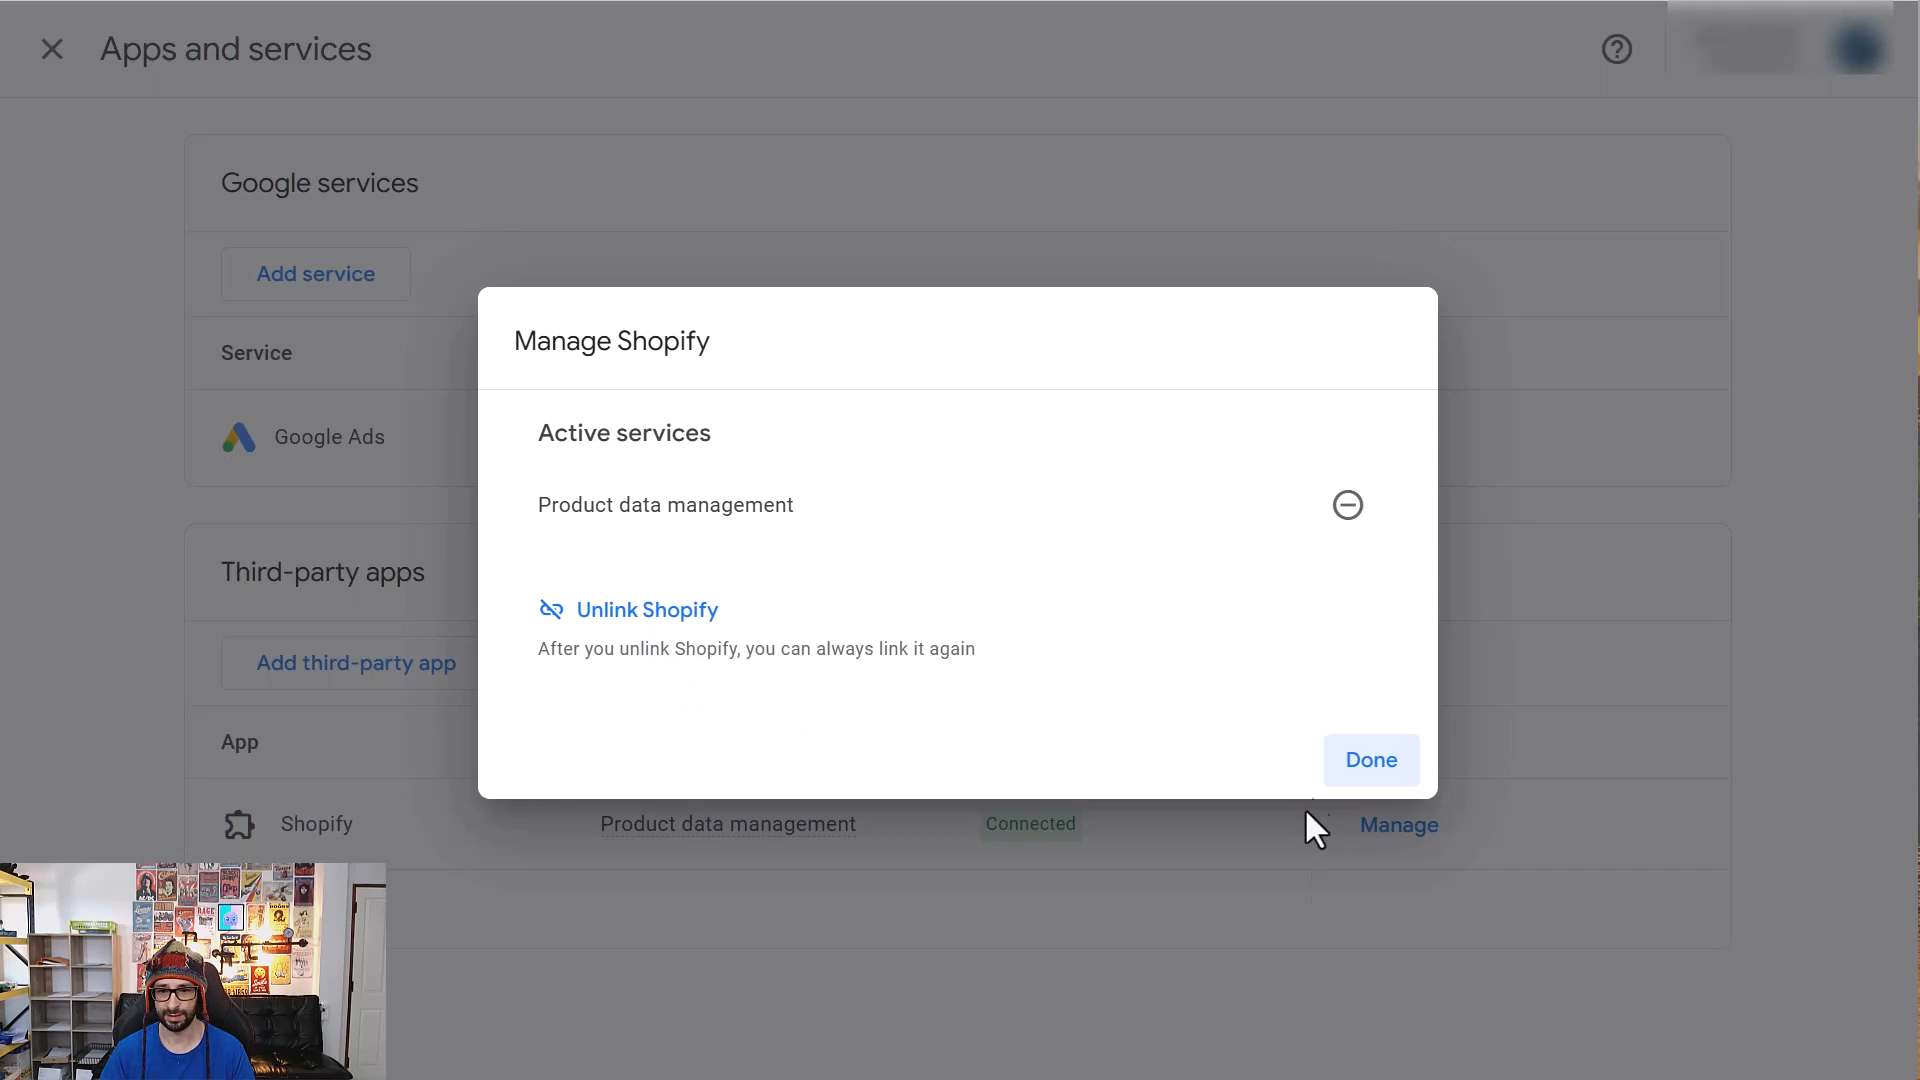 Apps and services
Google services
Add service
Service
Google Ads
Manage Shopify
Active services
Product data management
Unlink Shopify
After you unlink Shopify, you can always link it again
Done
Third-party apps
Add third-party app
App
Shopify
Product data management
Connected
Manage